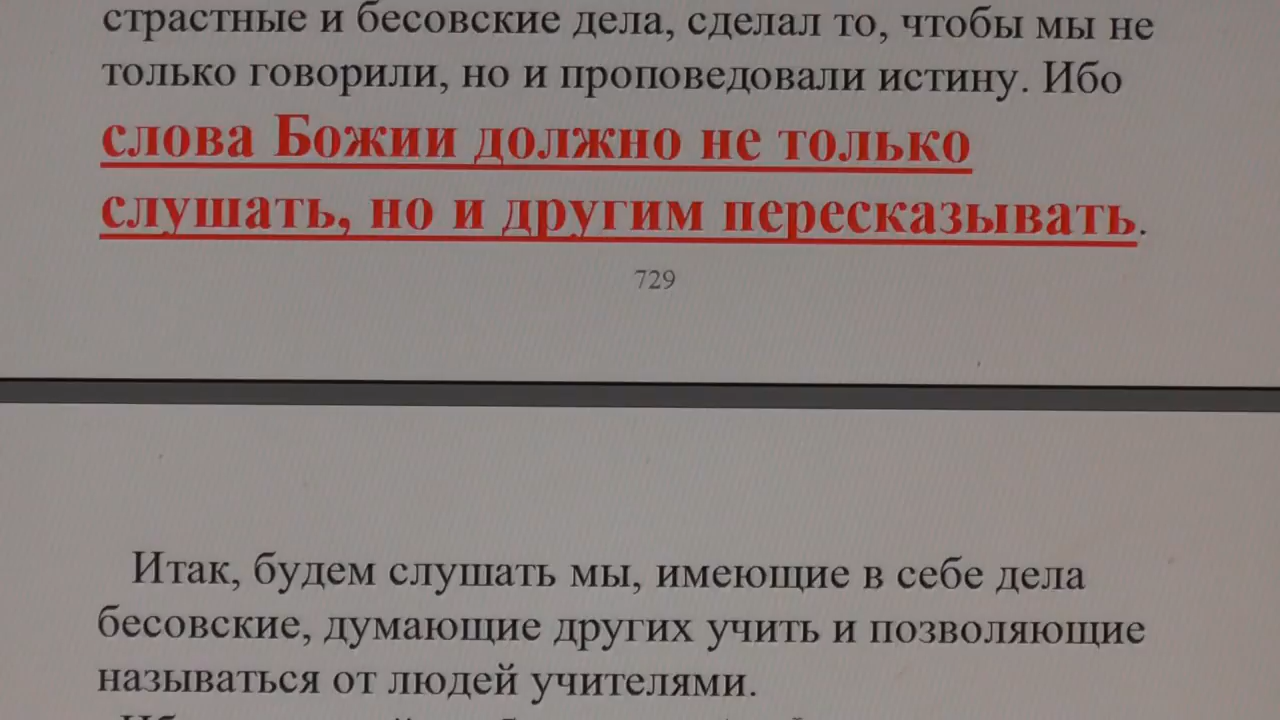 страстные и бесовские дела, сделал то, чтобы мы не
только говорили, но и проповедовали истину. Ибо
слова Божии должно не только
слушать, но и другим пересказывать.
729
Итак, будем слушать мы, имеющие в себе дела
бесовские, думающие других учить и позволяющие
называться от людей учителями.